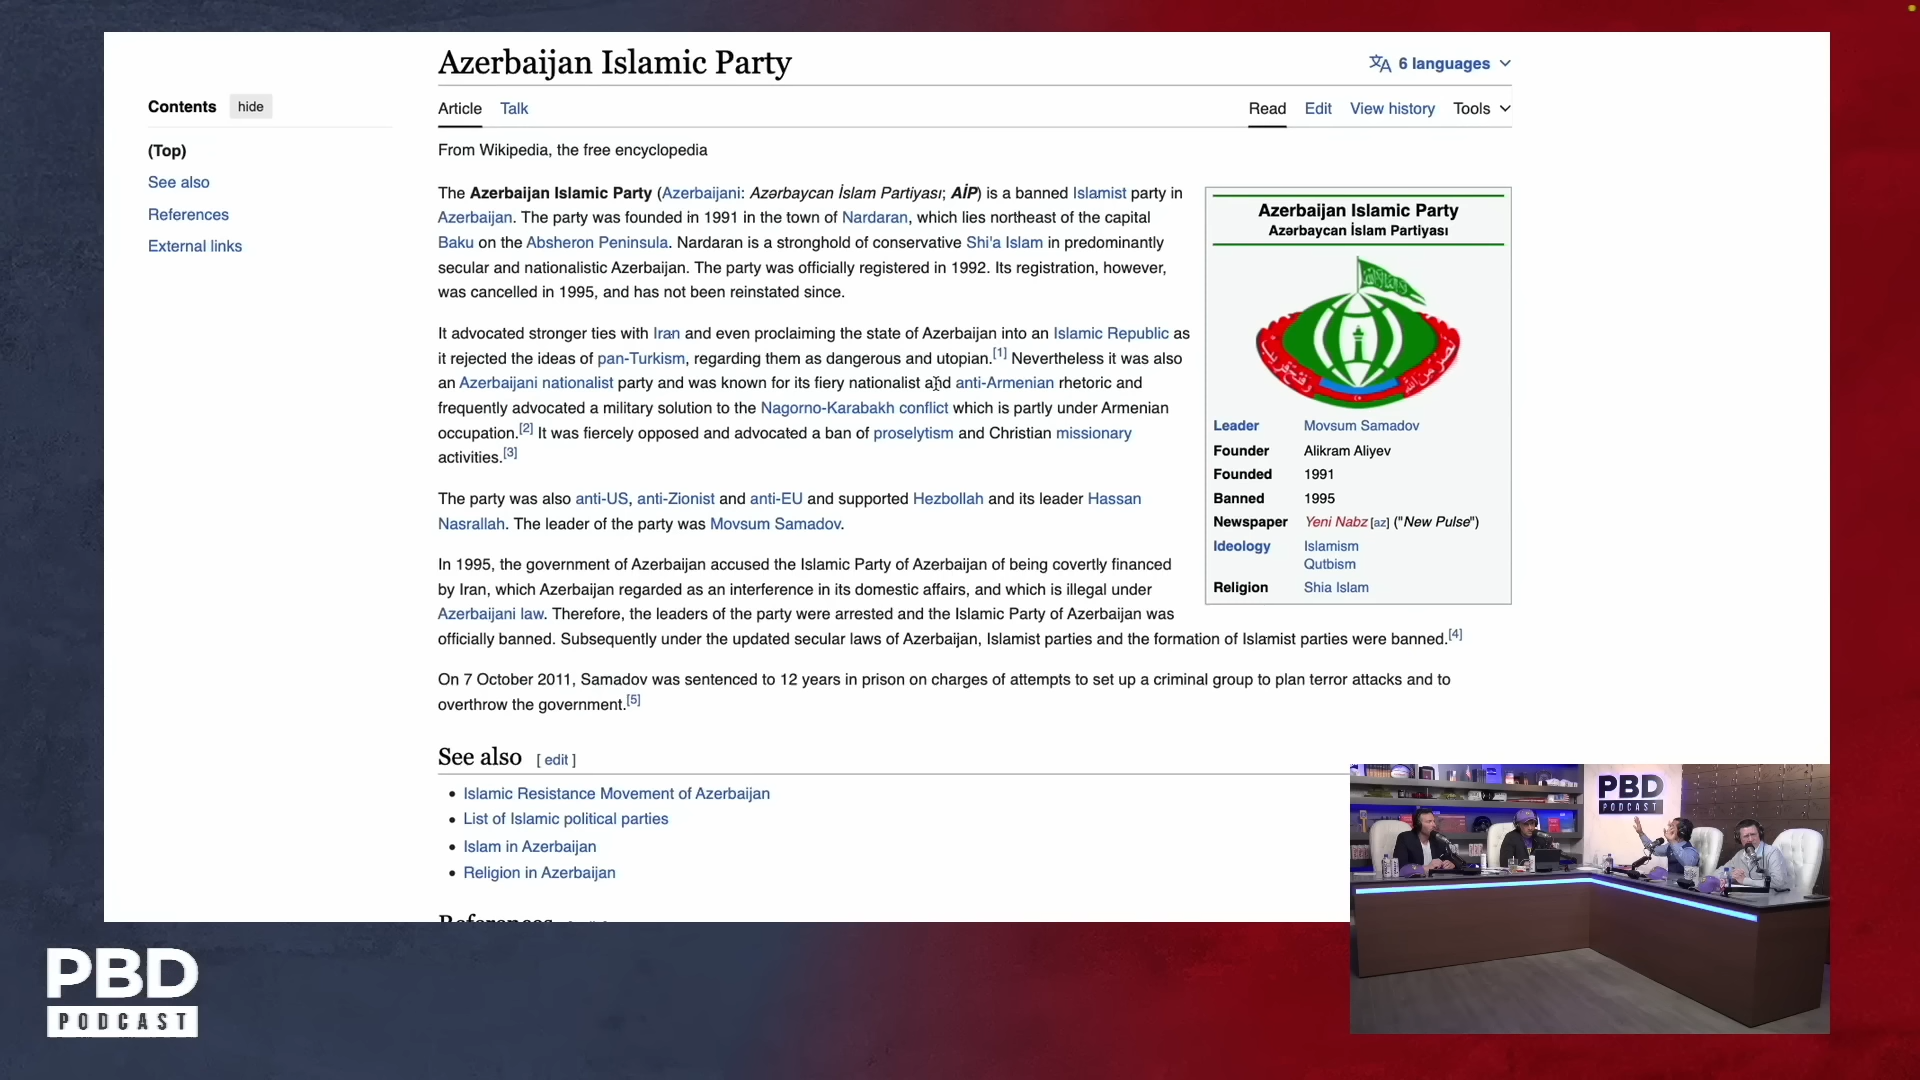 Azerbaijan Islamic Party
6 languages
Contents hide
Article Talk
Read Edit View history Tools
(Top)
See also
References
External links
From Wikipedia, the free encyclopedia
The Azerbaijan Islamic Party (Azerbaijani: Azərbaycan İslam Partiyası; AİP) is a banned Islamist party in
Azerbaijan. The party was founded in 1991 in the town of Nardaran, which lies northeast of the capital
Baku on the Absheron Peninsula. Nardaran is a stronghold of conservative Shi'a Islam in predominantly
secular and nationalistic Azerbaijan. The party was officially registered in 1992. Its registration, however,
was cancelled in 1995, and has not been reinstated since.
It advocated stronger ties with Iran and even proclaiming the state of Azerbaijan into an Islamic Republic as
it rejected the ideas of pan-Turkism, regarding them as dangerous and utopian.[1] Nevertheless it was also
an Azerbaijani nationalist party and was known for its fiery nationalist and anti-Armenian rhetoric and
frequently advocated a military solution to the Nagorno-Karabakh conflict which is partly under Armenian
occupation.[2] It was fiercely opposed and advocated a ban of proselytism and Christian missionary
activities.[3]
The party was also anti-US, anti-Zionist and anti-EU and supported Hezbollah and its leader Hassan
Nasrallah. The leader of the party was Movsum Samadov.
In 1995, the government of Azerbaijan accused the Islamic Party of Azerbaijan of being covertly financed
by Iran, which Azerbaijan regarded as an interference in its domestic affairs, and which is illegal under
Azerbaijani law. Therefore, the leaders of the party were arrested and the Islamic Party of Azerbaijan was
officially banned. Subsequently under the updated secular laws of Azerbaijan, Islamist parties and the formation of Islamist parties were banned.[4]
On 7 October 2011, Samadov was sentenced to 12 years in prison on charges of attempts to set up a criminal group to plan terror attacks and to
overthrow the government.[5]
Azerbaijan Islamic Party
Azərbaycan İslam Partiyası
Leader Movsum Samadov
Founder Alikram Aliyev
Founded 1991
Banned 1995
Newspaper Yeni Nabz [az] ("New Pulse")
Ideology Islamism
Qutbism
Religion Shia Islam
See also [ edit ]
Islamic Resistance Movement of Azerbaijan
List of Islamic political parties
Islam in Azerbaijan
Religion in Azerbaijan
References
PBD
PODCAST
PBD
PODCAST